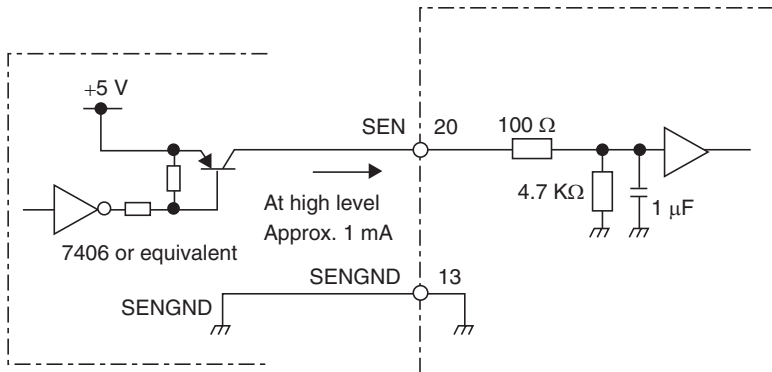 +5 V
SEN
20
100 Ω
4.7 KΩ
1 μF
At high level
Approx. 1 mA
7406 or equivalent
SENGND
13
SENGND